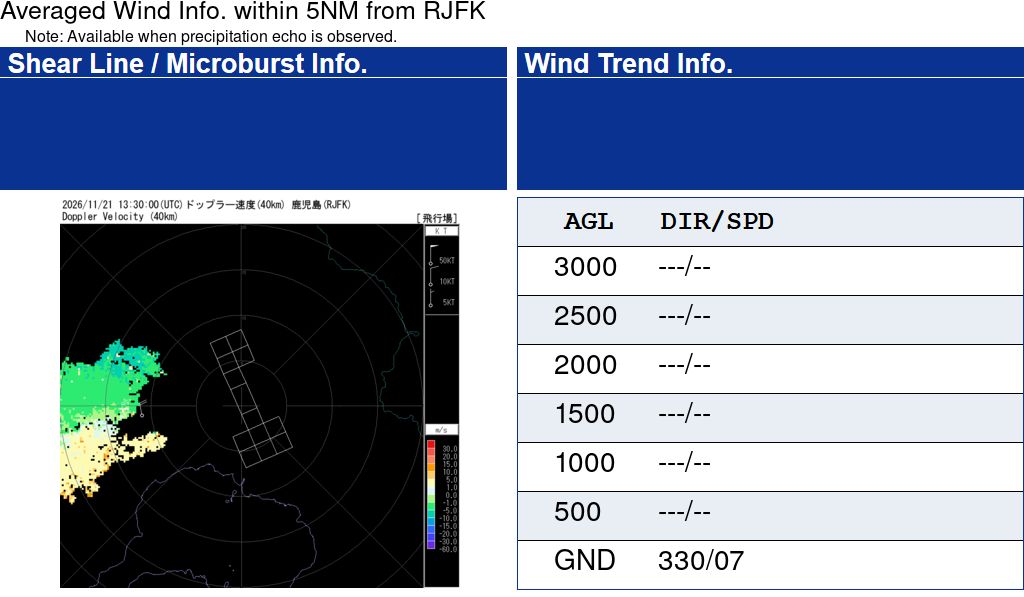 Averaged Wind Info. within 5NM from RJFK
Note: Available when precipitation echo is observed.
Shear Line / Microburst Info.
Wind Trend Info.
2026/11/21 13:30:00(UTC) ドップラー速度(40km) 鹿児島(RJFK)
Doppler Velocity (40km)
[飛行場]
KT
50KT
10KT
5KT
m/s
30.0
20.0
15.0
10.0
5.0
1.0
0.0
-1.0
-5.0
-10.0
-15.0
-20.0
-30.0
-60.0
AGL DIR/SPD
3000 ---/--
2500 ---/--
2000 ---/--
1500 ---/--
1000 ---/--
500 ---/--
GND 330/07